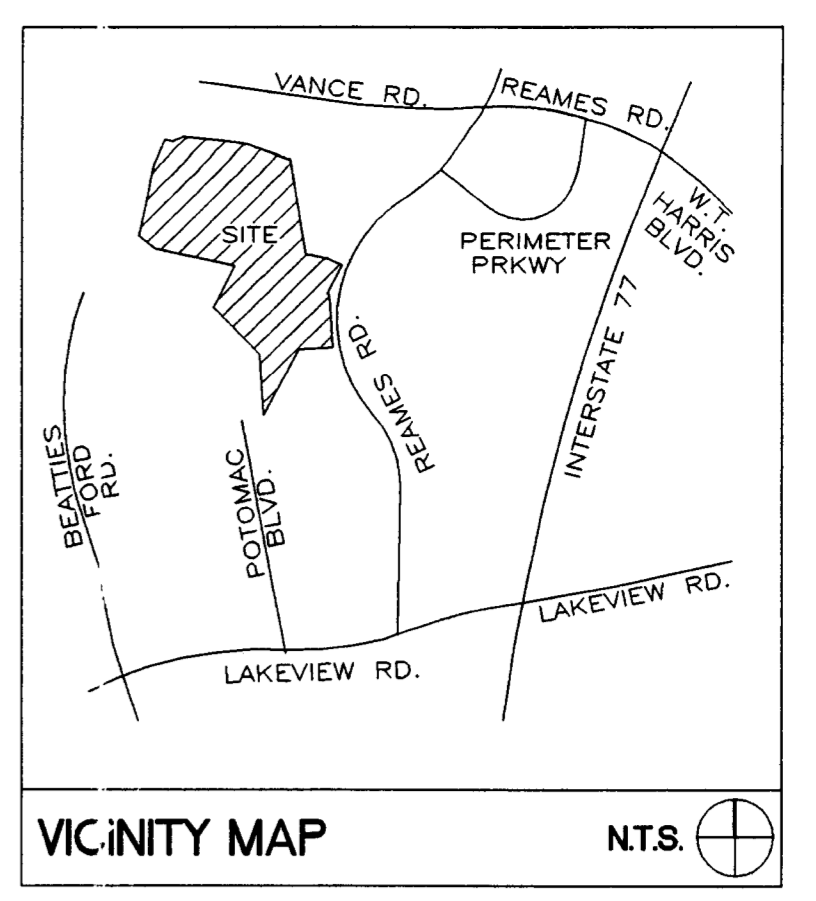 VANCE RD.
REAMES RD.
W.T.
HARRIS
BLVD.
SITE
PERIMETER
PRKWY
INTERSTATE 77
REAMES RD.
BEATTIES
FORD
RD.
POTOMAC
BLVD.
LAKEVIEW RD.
LAKEVIEW RD.
VICINITY MAP
N.T.S.